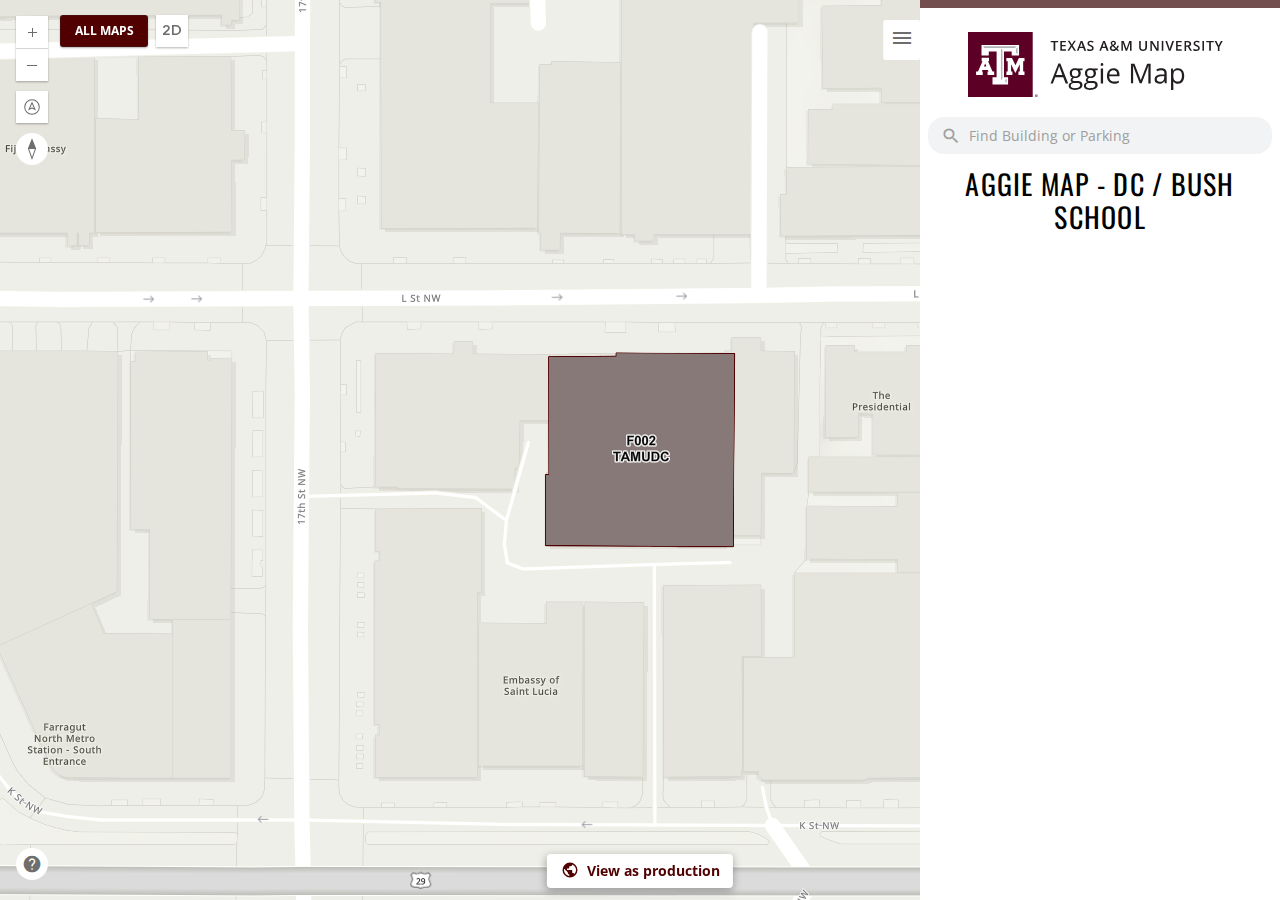 ALL MAPS
2D
17
TEXAS A&M UNIVERSITY
Aggie Map
Find Building or Parking
AGGIE MAP - DC / BUSH
SCHOOL
L St NW
L
The
Presidential
F002
TAMUDC
17th St NW
Embassy of
Saint Lucia
Farragut
North Metro
Station - South
Entrance
K St NW
K St NW
View as production
29